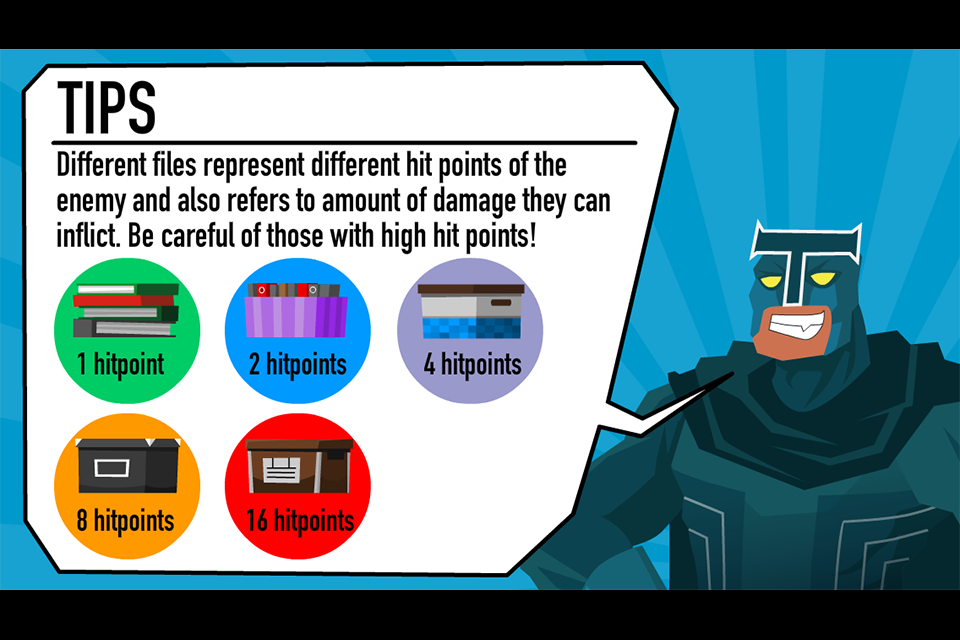 TIPS
Different files represent different hit points of the
enemy and also refers to amount of damage they can
inflict. Be careful of those with high hit points!
1 hitpoint
2 hitpoints
4 hitpoints
8 hitpoints
16 hitpoints
T